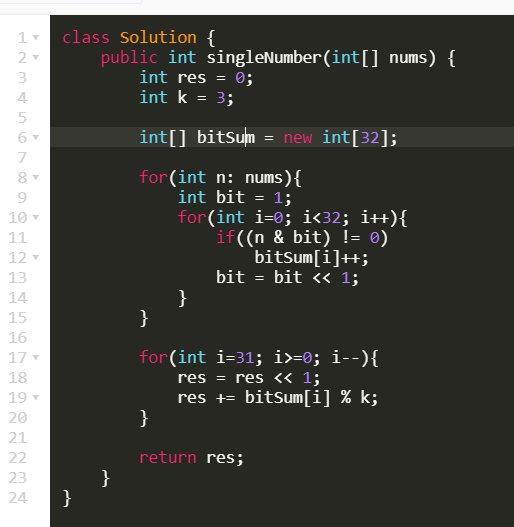 1 class Solution {
2 public int singleNumber(int[] nums) {
3 int res = 0;
4 int k = 3;
5
6 int[] bitSum = new int[32];
7
8 for(int n: nums){
9 int bit = 1;
10 for(int i=0; i<32; i++){
11 if((n & bit) != 0)
12 bitSum[i]++;
13 bit = bit << 1;
14 }
15 }
16
17 for(int i=31; i>=0; i--){
18 res = res << 1;
19 res += bitSum[i] % k;
20 }
21
22 return res;
23 }
24 }